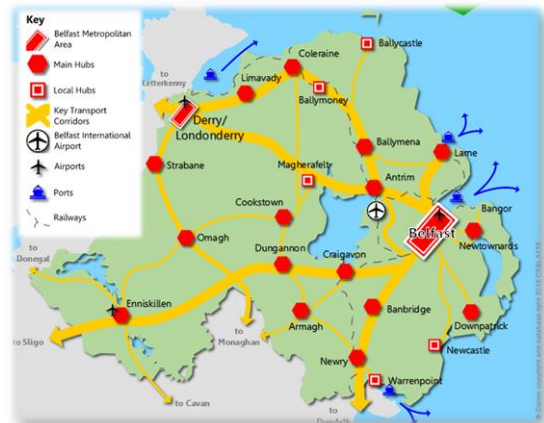 Key
Belfast Metropolitan
Area
Main Hubs
Local Hubs
Key Transport
Corridors
Belfast International
Airport
Airports
Ports
Railways
to
Letterkenny
Ballycastle
Coleraine
Limavady
Ballymoney
Derry/
Londonderry
Ballymena
Larne
Strabane
Magherafelt
Antrim
Cookstown
Bangor
Belfast
Newtownards
Omagh
Dungannon
Craigavon
to
Donegal
Enniskillen
Armagh
Banbridge
Downpatrick
to Sligo
to
Monaghan
Newry
Newcastle
Warrenpoint
to Cavan
to
Dundalk